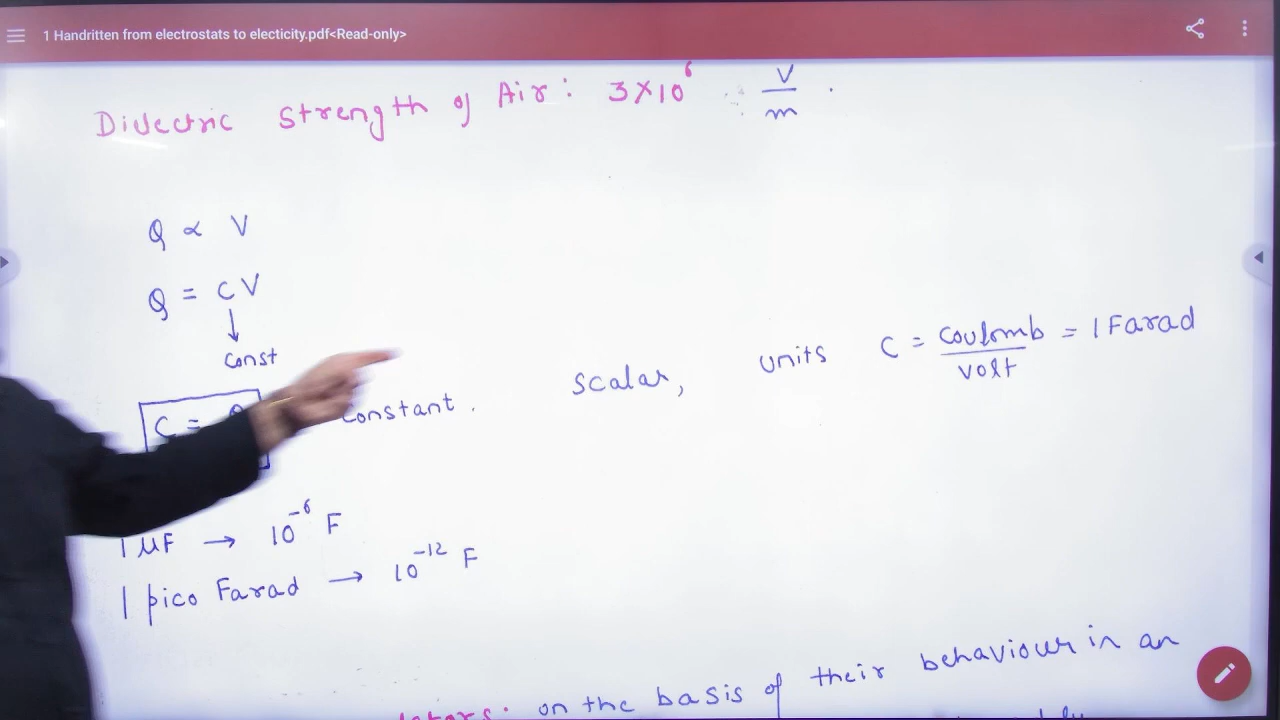 1 Handritten from electrostats to electicity.pdf<Read-only>
Dielectric strength of Air: 3×10⁶ V/m.
Q ∝ V
Q = CV
↓
Const
C = Q constant. scalar, units C = Coulomb/volt = 1 Farad
1 μF → 10⁻⁶ F
1 pico Farad → 10⁻¹² F
on the basis of their behaviour in an